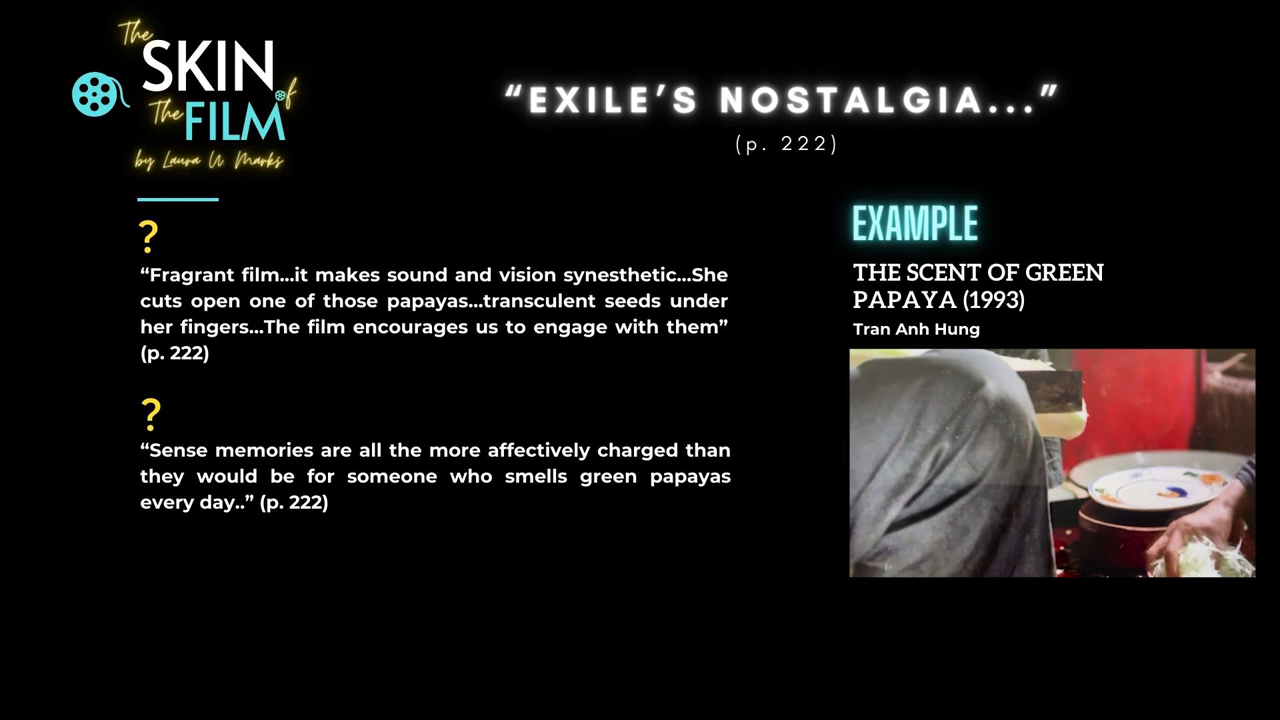 The
SKIN
of
The FILM
by Laura U Marks
“EXILE’S NOSTALGIA...”
(p. 222)
?
“Fragrant film...it makes sound and vision synesthetic...She
cuts open one of those papayas...transculent seeds under
her fingers...The film encourages us to engage with them”
(p. 222)
?
“Sense memories are all the more affectively charged than
they would be for someone who smells green papayas
every day..” (p. 222)
EXAMPLE
THE SCENT OF GREEN
PAPAYA (1993)
Tran Anh Hung